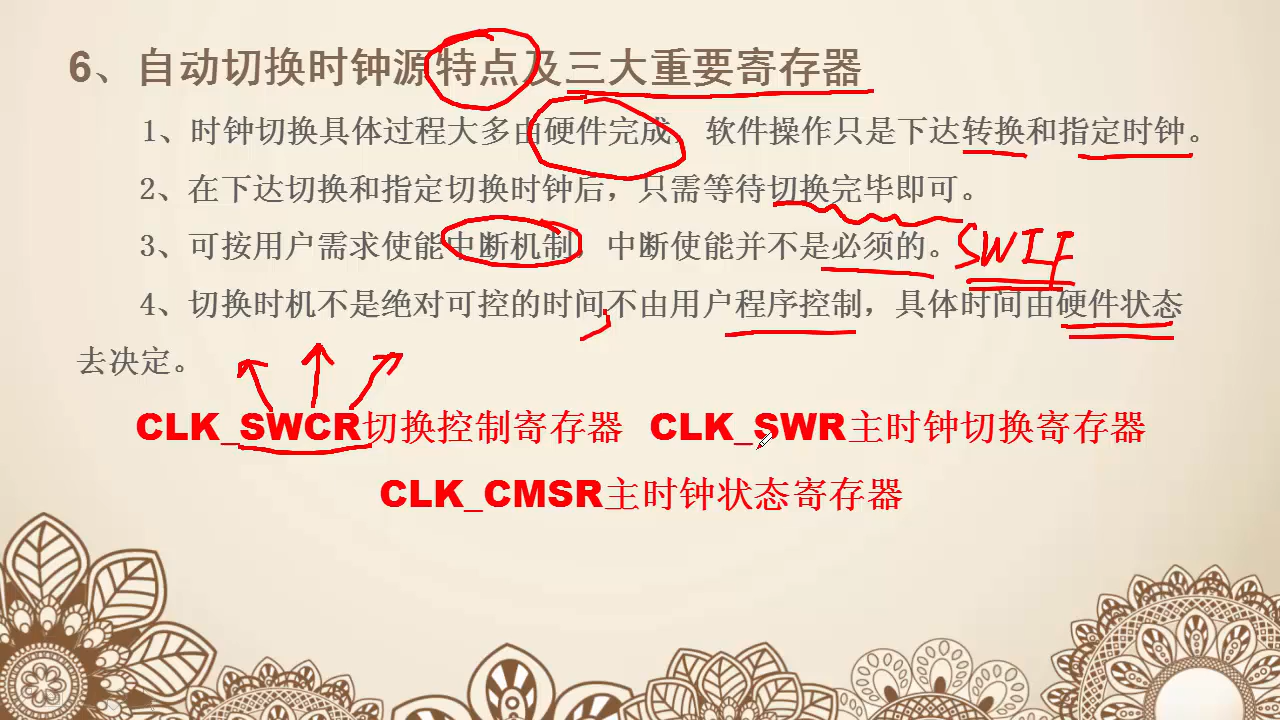 6、自动切换时钟源特点及三大重要寄存器
1、时钟切换具体过程大多由硬件完成，软件操作只是下达转换和指定时钟。
2、在下达切换和指定切换时钟后，只需等待切换完毕即可。
3、可按用户需求使能中断机制，中断使能并不是必须的。 SWIF
4、切换时机不是绝对可控的时间不由用户程序控制，具体时间由硬件状态
去决定。
CLK_SWCR切换控制寄存器 CLK_SWR主时钟切换寄存器
CLK_CMSR主时钟状态寄存器